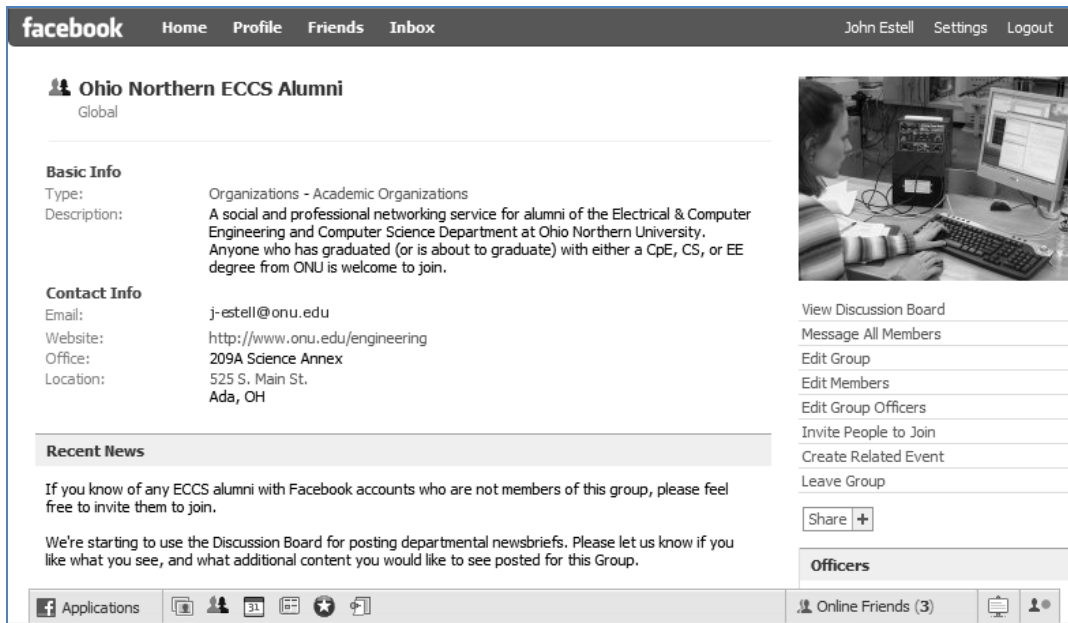 facebook Home Profile Friends Inbox John Estell Settings Logout
Ohio Northern ECCS Alumni
Global
Basic Info
Type: Organizations - Academic Organizations
Description: A social and professional networking service for alumni of the Electrical & Computer
Engineering and Computer Science Department at Ohio Northern University.
Anyone who has graduated (or is about to graduate) with either a CpE, CS, or EE
degree from ONU is welcome to join.
Contact Info
Email: j-estell@onu.edu
Website: http://www.onu.edu/engineering
Office: 209A Science Annex
Location: 525 S. Main St.
Ada, OH
Recent News
If you know of any ECCS alumni with Facebook accounts who are not members of this group, please feel
free to invite them to join.
We're starting to use the Discussion Board for posting departmental newsbriefs. Please let us know if you
like what you see, and what additional content you would like to see posted for this Group.
View Discussion Board
Message All Members
Edit Group
Edit Members
Edit Group Officers
Invite People to Join
Create Related Event
Leave Group
Share +
Officers
Applications 31 Online Friends (3)